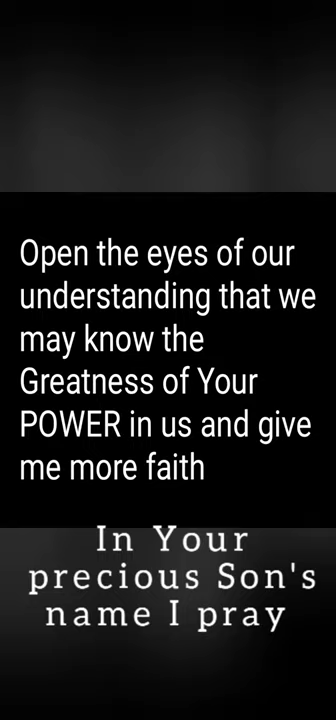 Open the eyes of our
understanding that we
may know the
Greatness of Your
POWER in us and give
me more faith
In Your
precious Son's
name I pray